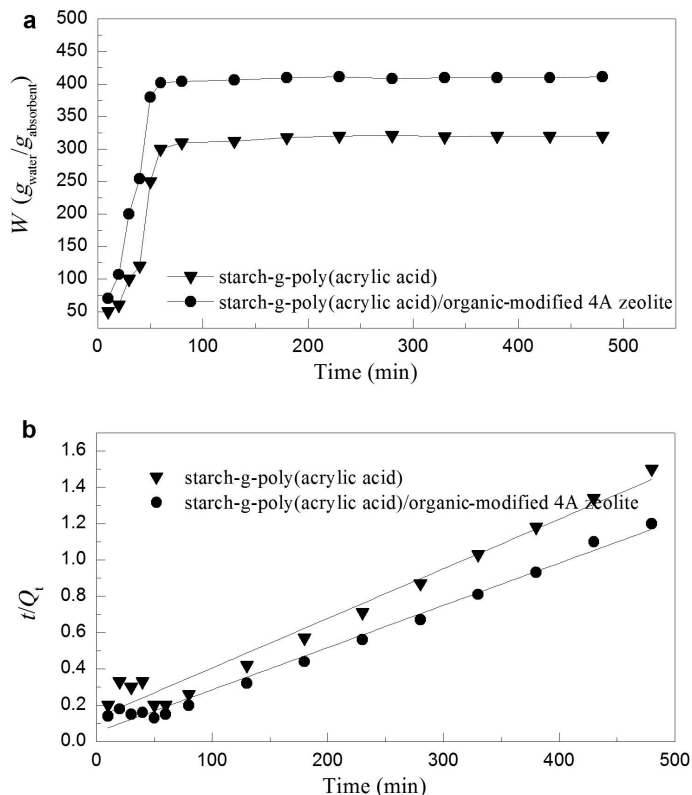 a
500
450
400
350
300
250
200
150
100
50
W (g_water/g_absorbent)
starch-g-poly(acrylic acid)
starch-g-poly(acrylic acid)/organic-modified 4A zeolite
0 100 200 300 400 500
Time (min)
b
1.6
1.4
1.2
1.0
0.8
0.6
0.4
0.2
0.0
t/Q_t
starch-g-poly(acrylic acid)
starch-g-poly(acrylic acid)/organic-modified 4A zeolite
0 100 200 300 400 500
Time (min)